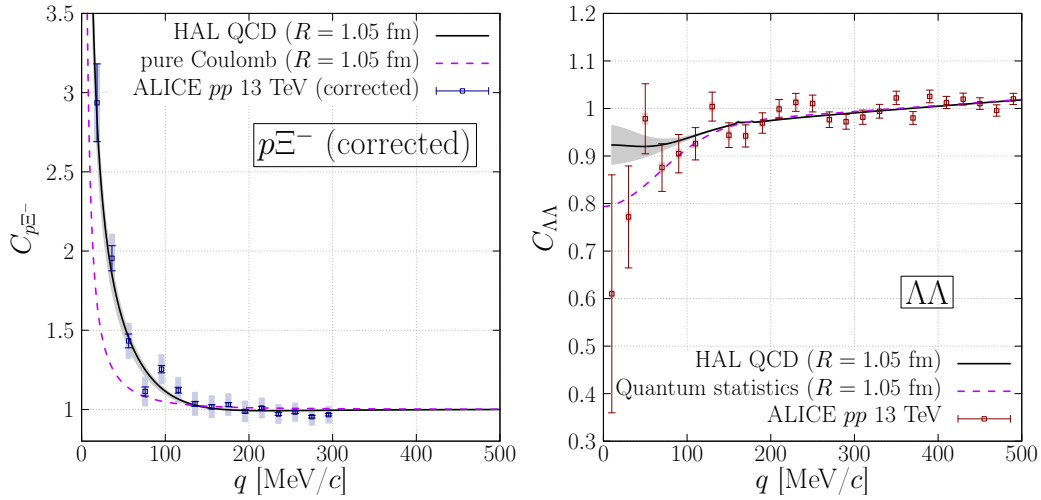 HAL QCD (R = 1.05 fm)
pure Coulomb (R = 1.05 fm)
ALICE pp 13 TeV (corrected)
pΞ⁻ (corrected)
C_{pΞ⁻}
3.5
3
2.5
2
1.5
1
0 100 200 300 400 500
q [MeV/c]
C_{ΛΛ}
1.2
1.1
1.0
0.9
0.8
0.7
0.6
0.5
0.4
0.3
ΛΛ
HAL QCD (R = 1.05 fm)
Quantum statistics (R = 1.05 fm)
ALICE pp 13 TeV
0 100 200 300 400 500
q [MeV/c]